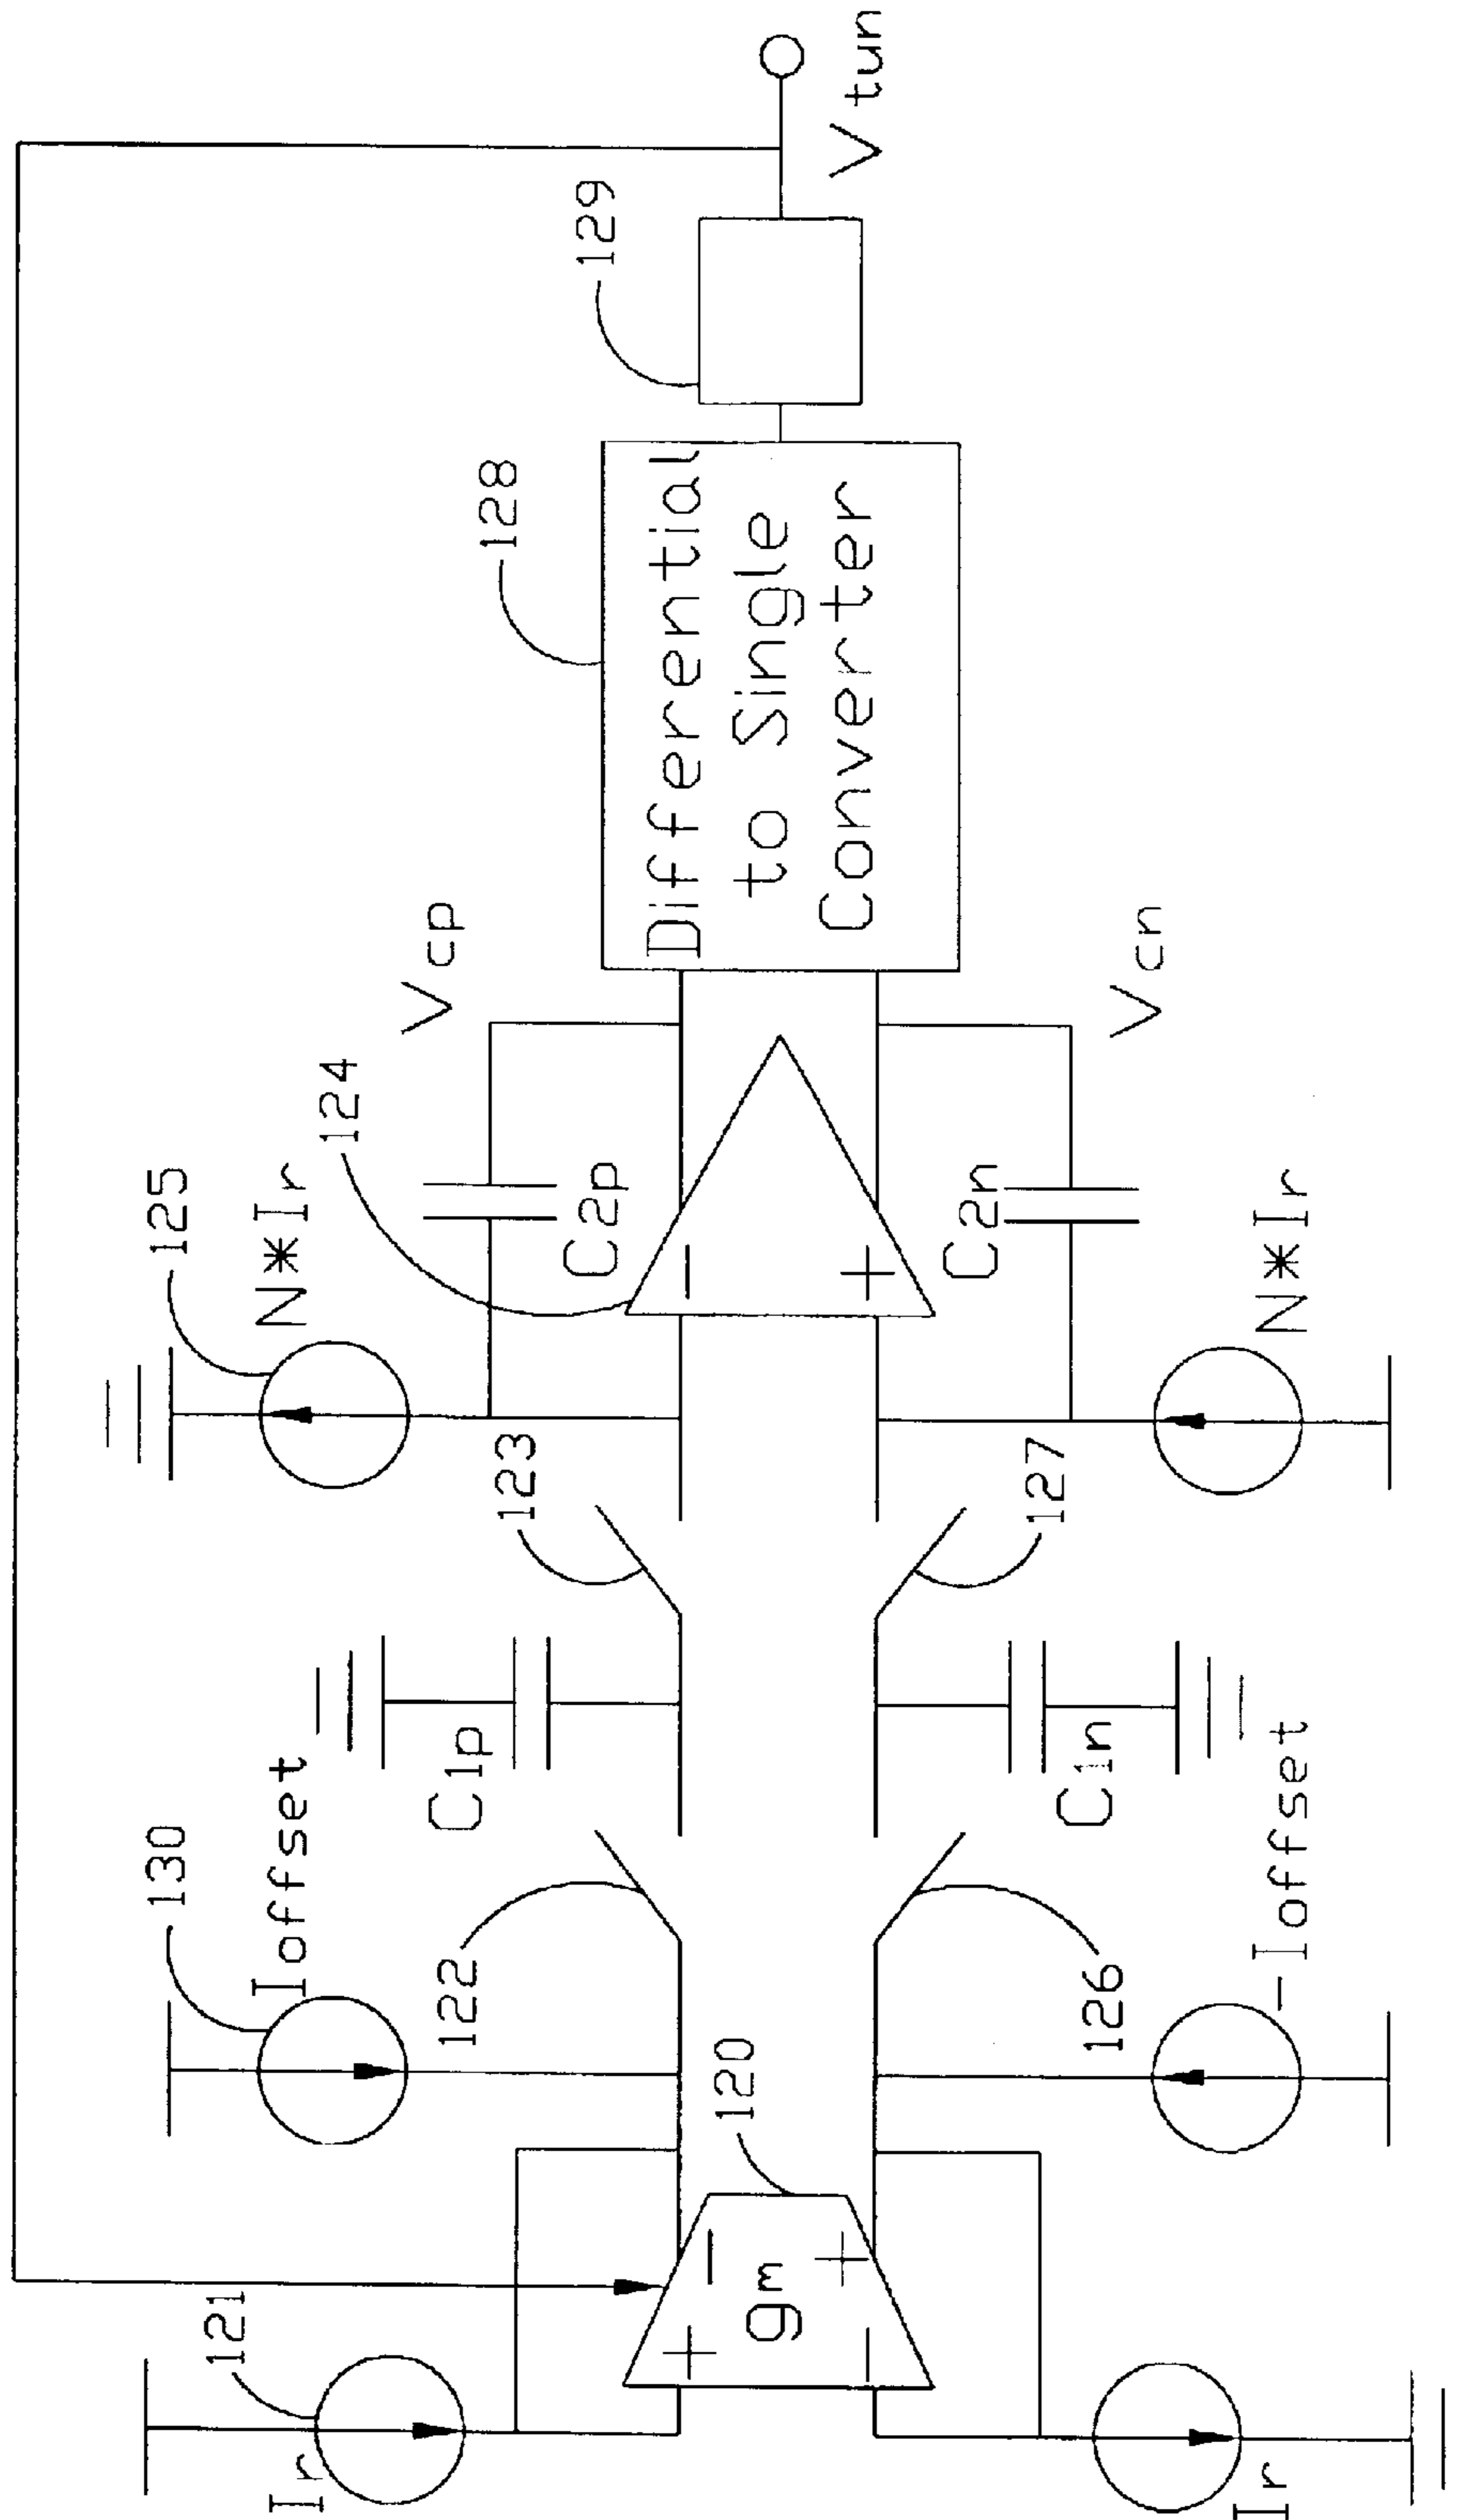 Ir
121
130
Ioffset
C1p
123
125
N*Ir
124
Vcp
C2p
122
120
+
-
gm
-
+
128
Differential
to Single
Converter
129
Vtun
-
+
126
C1n
127
C2n
Vcn
Ir
-Ioffset
N*Ir